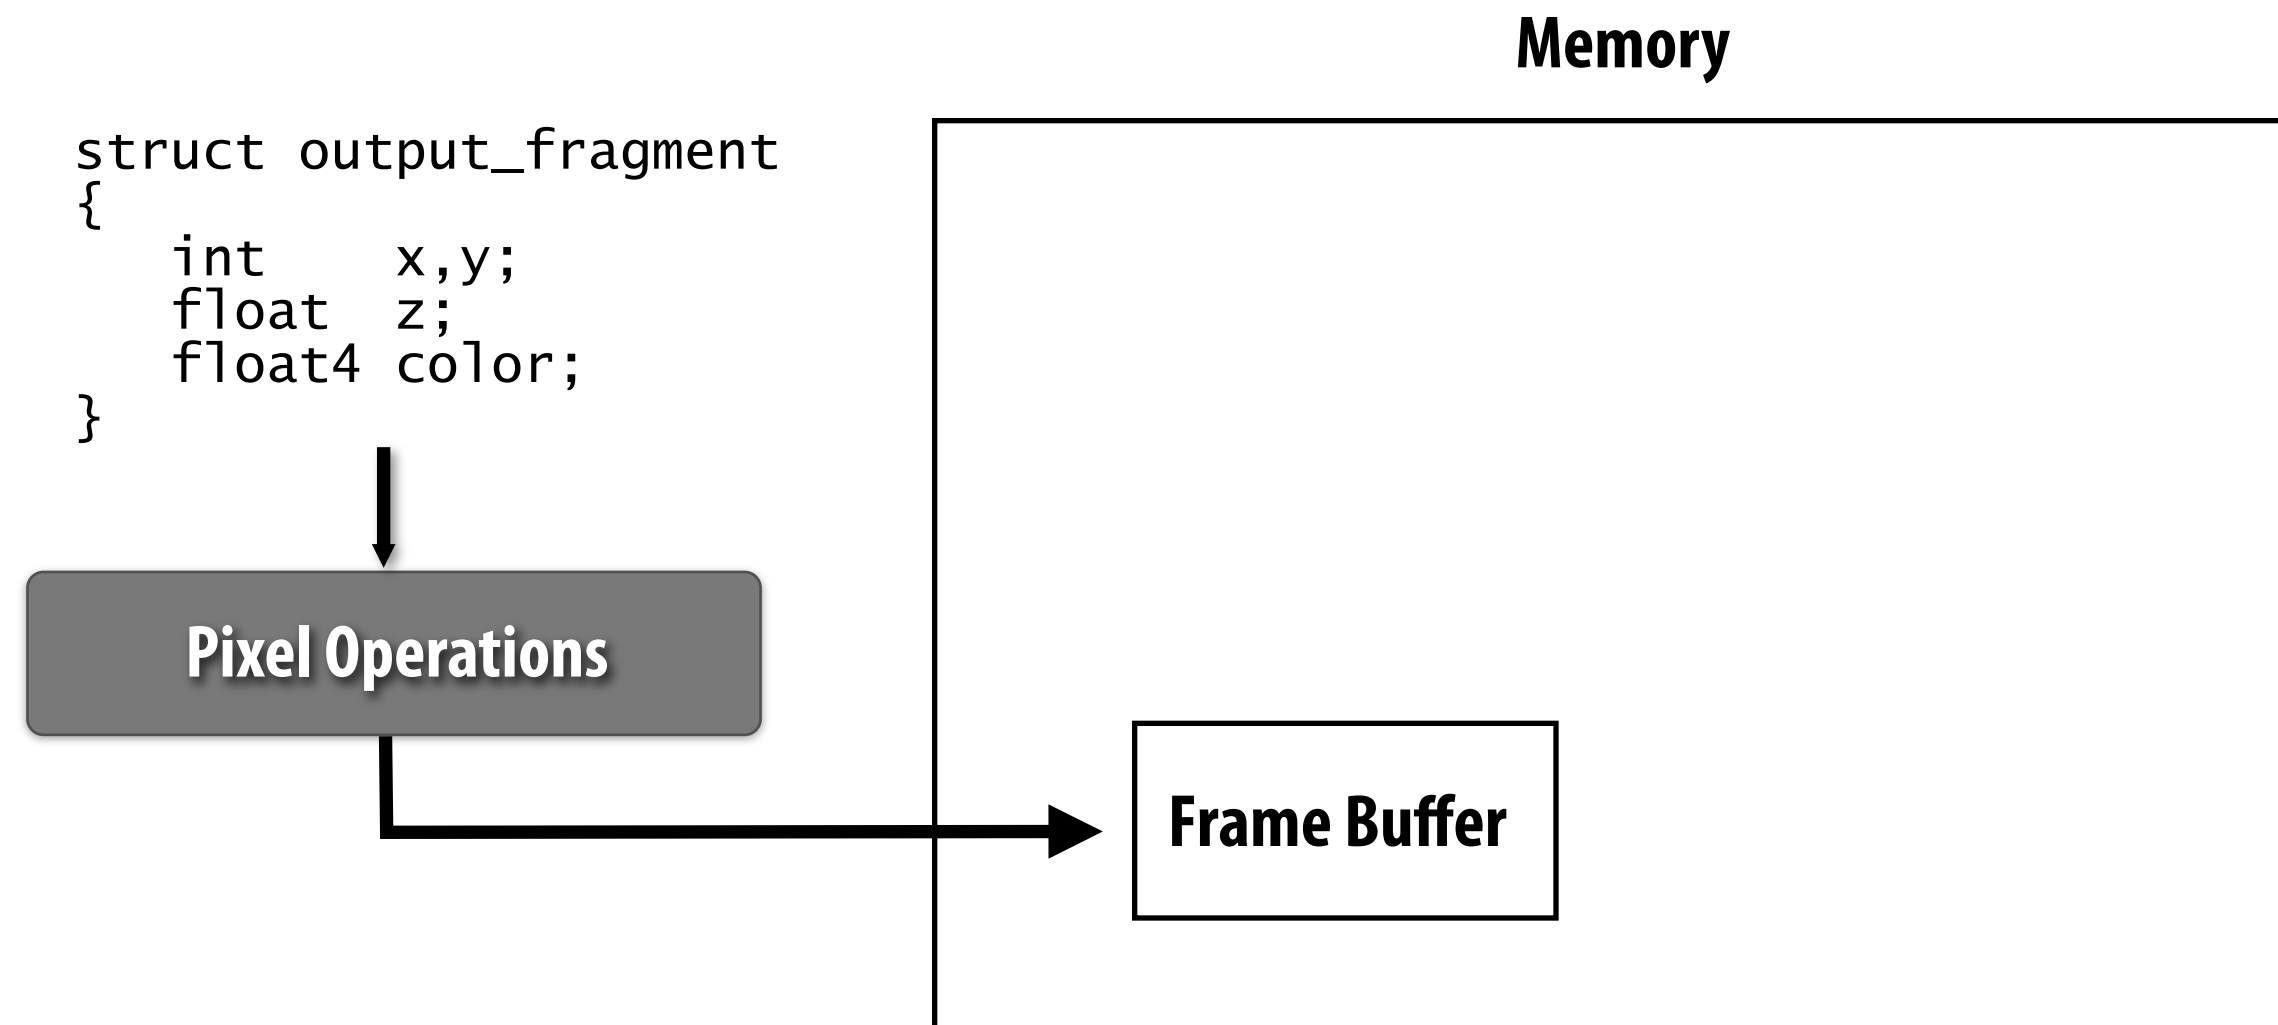 Memory
struct output_fragment
{
   int    x,y;
   float  z;
   float4 color;
}
Pixel Operations
Frame Buffer